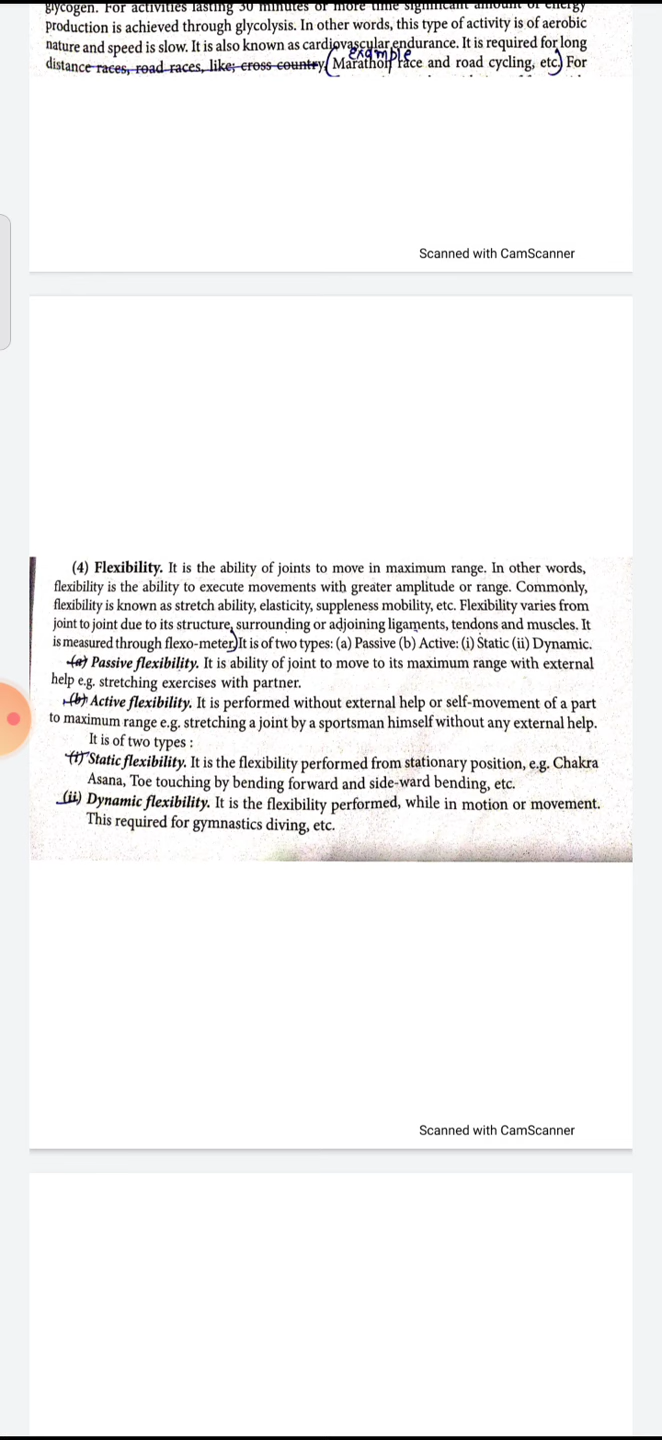 glycogen. For activities lasting 30 minutes or more time significant amount of energy
production is achieved through glycolysis. In other words, this type of activity is of aerobic
nature and speed is slow. It is also known as cardiovascular endurance. It is required for long
Example
distance races, road races, like; cross country (Marathon race and road cycling, etc.) For
Scanned with CamScanner
(4) Flexibility. It is the ability of joints to move in maximum range. In other words,
flexibility is the ability to execute movements with greater amplitude or range. Commonly,
flexibility is known as stretch ability, elasticity, suppleness mobility, etc. Flexibility varies from
joint to joint due to its structure, surrounding or adjoining ligaments, tendons and muscles. It
is measured through flexo-meter) It is of two types: (a) Passive (b) Active: (i) Static (ii) Dynamic.
(a) Passive flexibility. It is ability of joint to move to its maximum range with external
help e.g. stretching exercises with partner.
(b) Active flexibility. It is performed without external help or self-movement of a part
to maximum range e.g. stretching a joint by a sportsman himself without any external help.
It is of two types :
(i) Static flexibility. It is the flexibility performed from stationary position, e.g. Chakra
Asana, Toe touching by bending forward and side-ward bending, etc.
(ii) Dynamic flexibility. It is the flexibility performed, while in motion or movement.
This required for gymnastics diving, etc.
Scanned with CamScanner